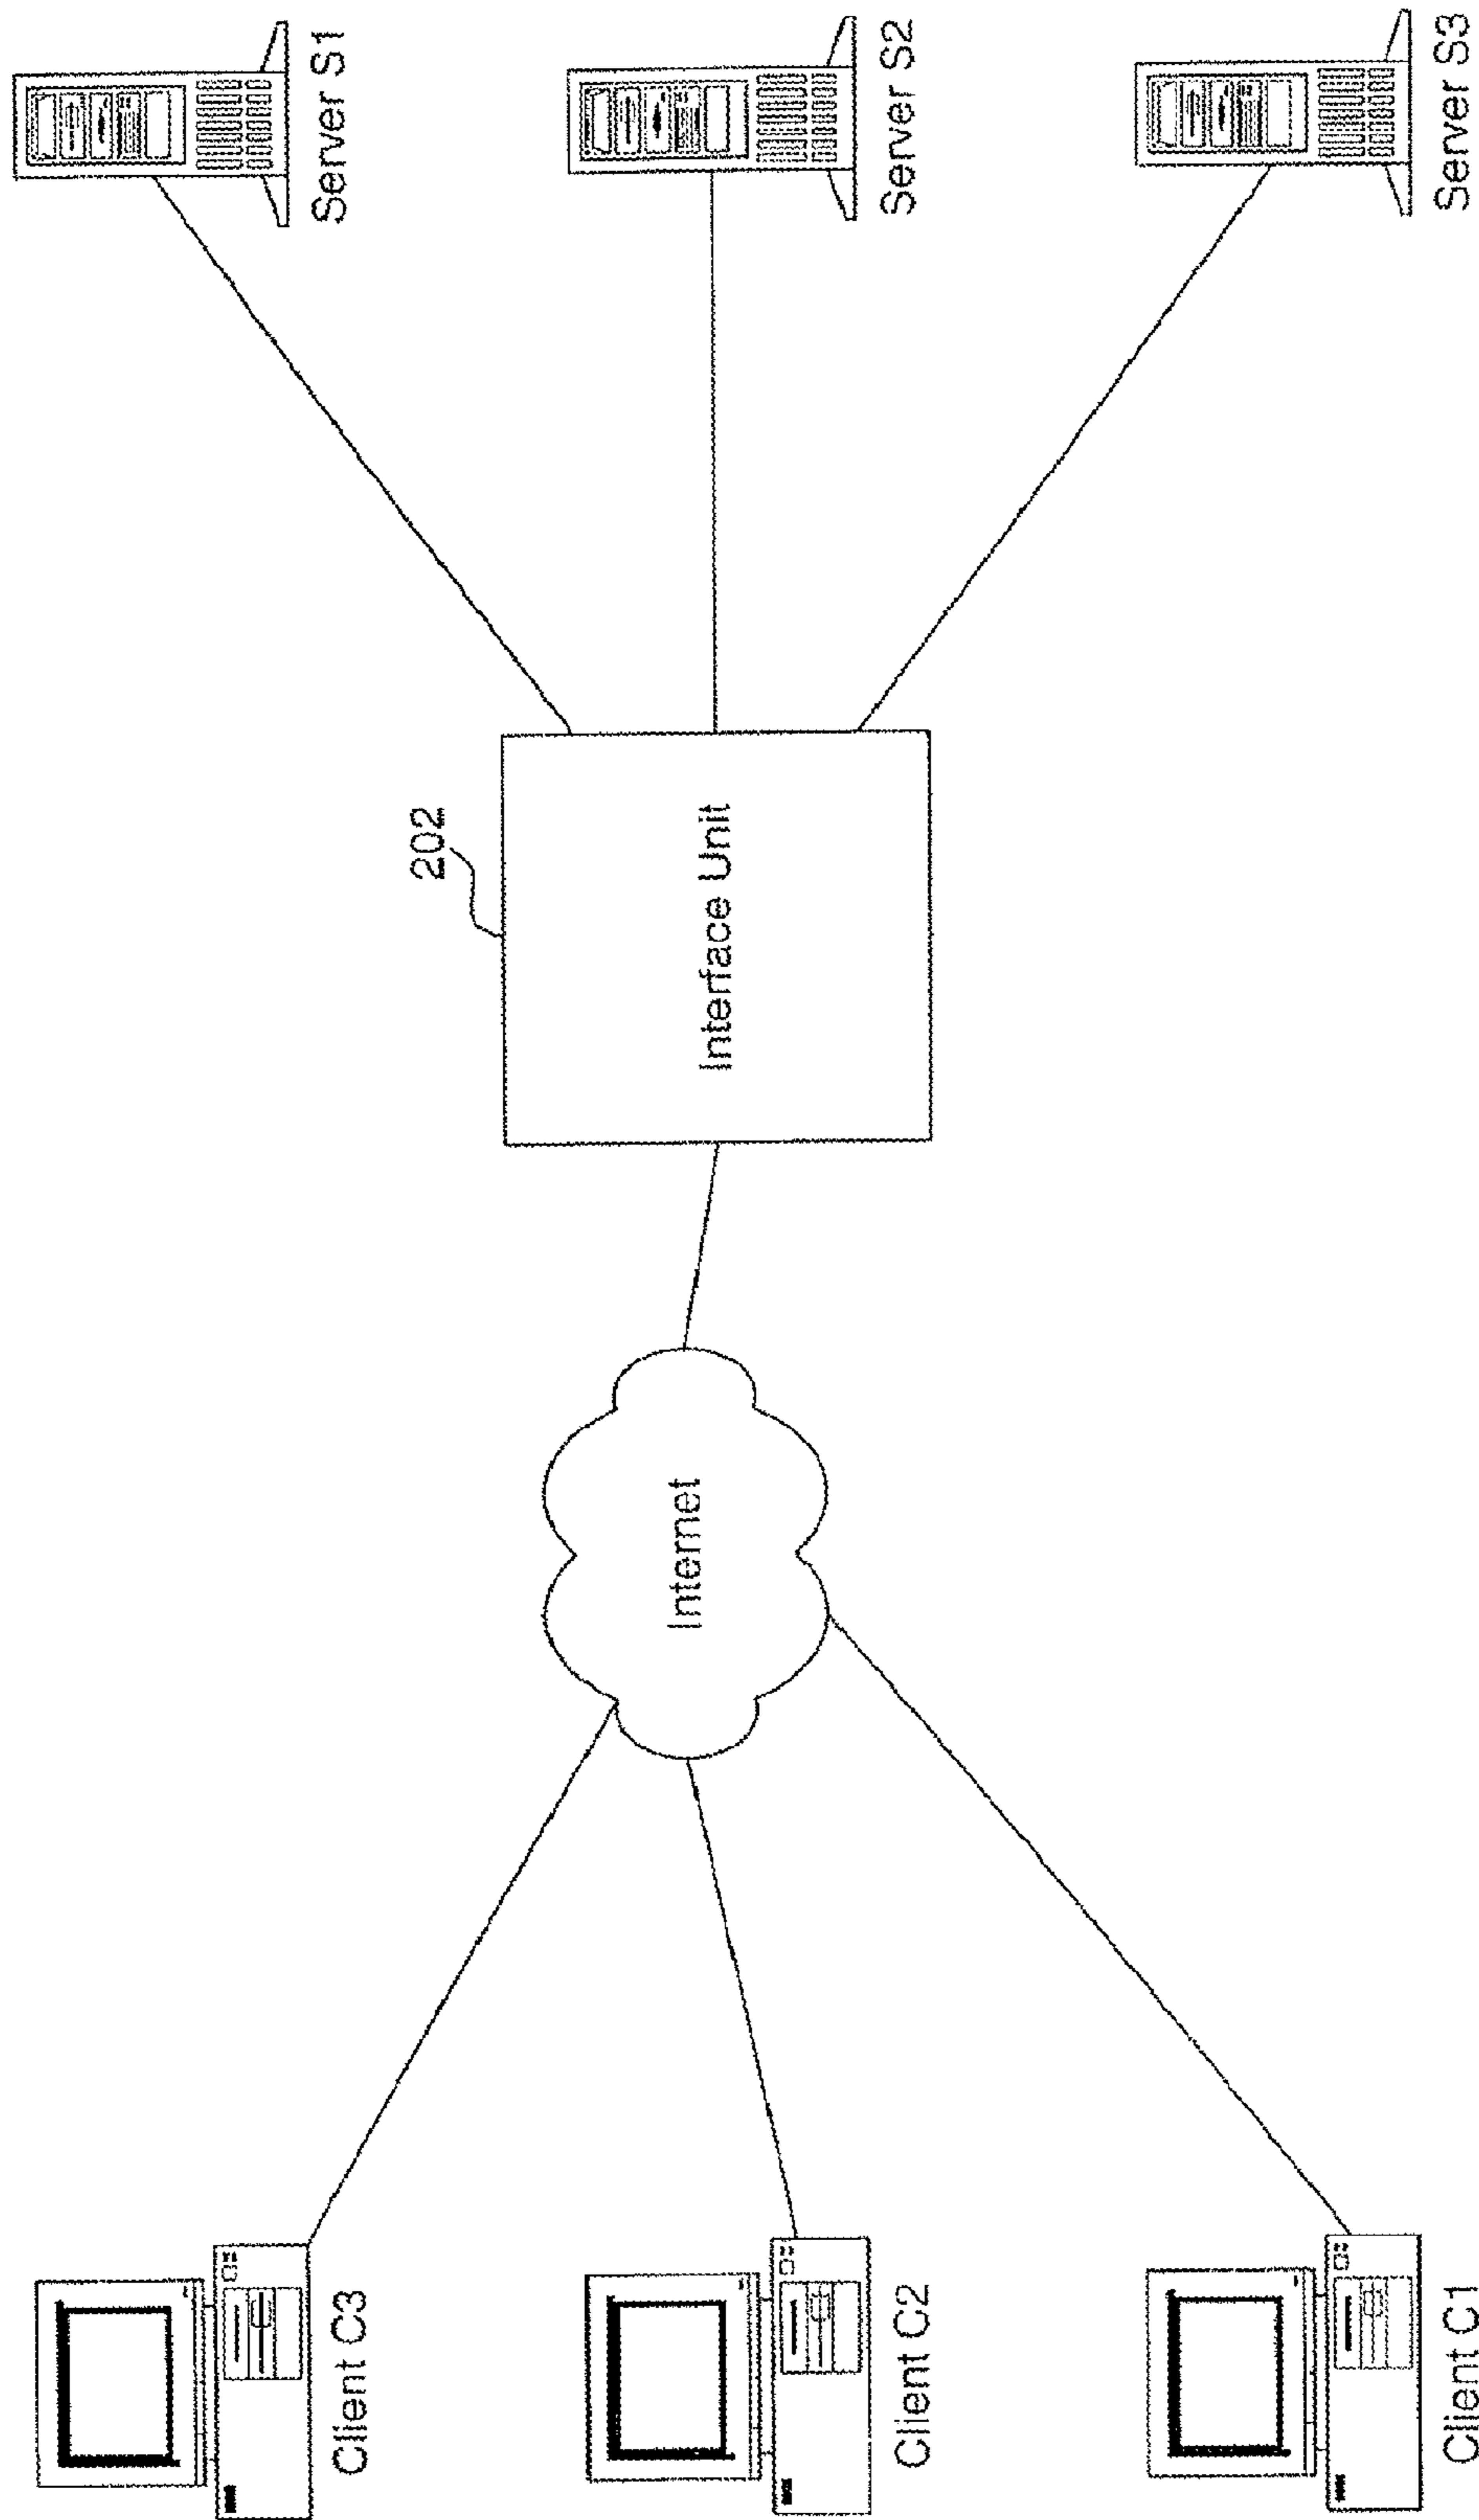 Client C3
Server S1
202
Internet
Interface Unit
Client C2
Server S2
Client C1
Server S3